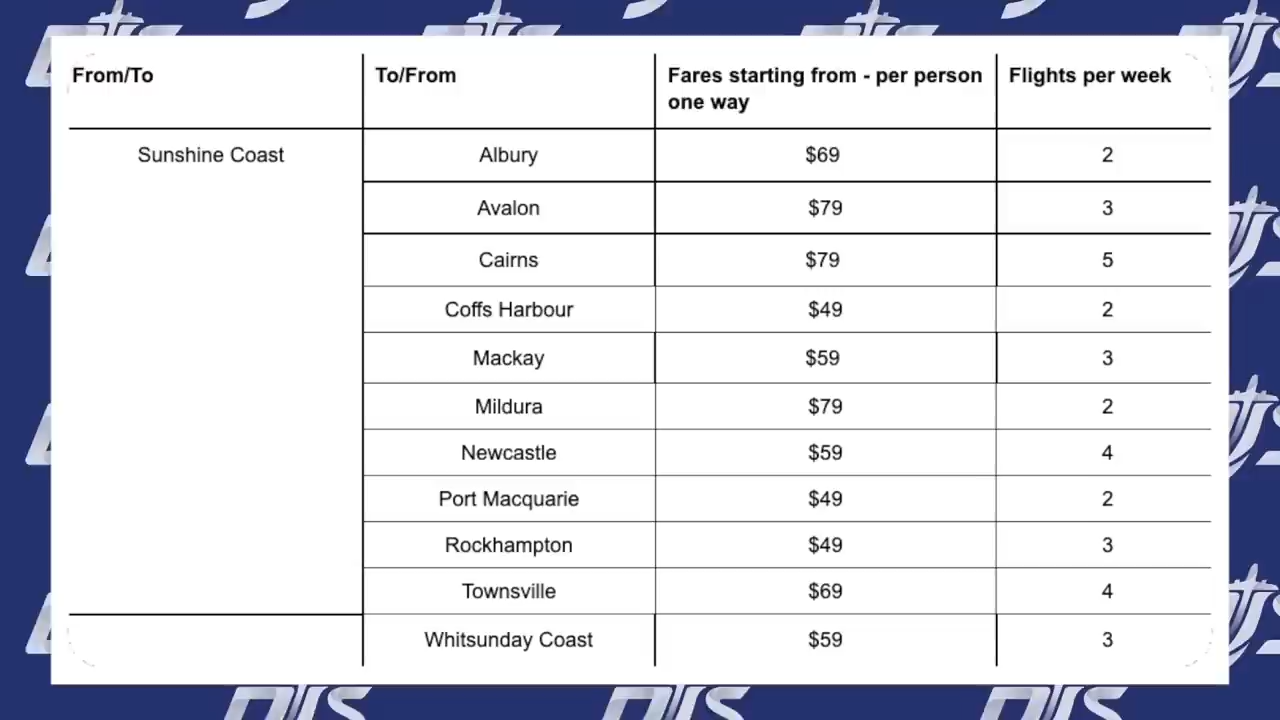 From/To To/From Fares starting from - per person Flights per week
one way
Sunshine Coast Albury $69 2
Avalon $79 3
Cairns $79 5
Coffs Harbour $49 2
Mackay $59 3
Mildura $79 2
Newcastle $59 4
Port Macquarie $49 2
Rockhampton $49 3
Townsville $69 4
Whitsunday Coast $59 3